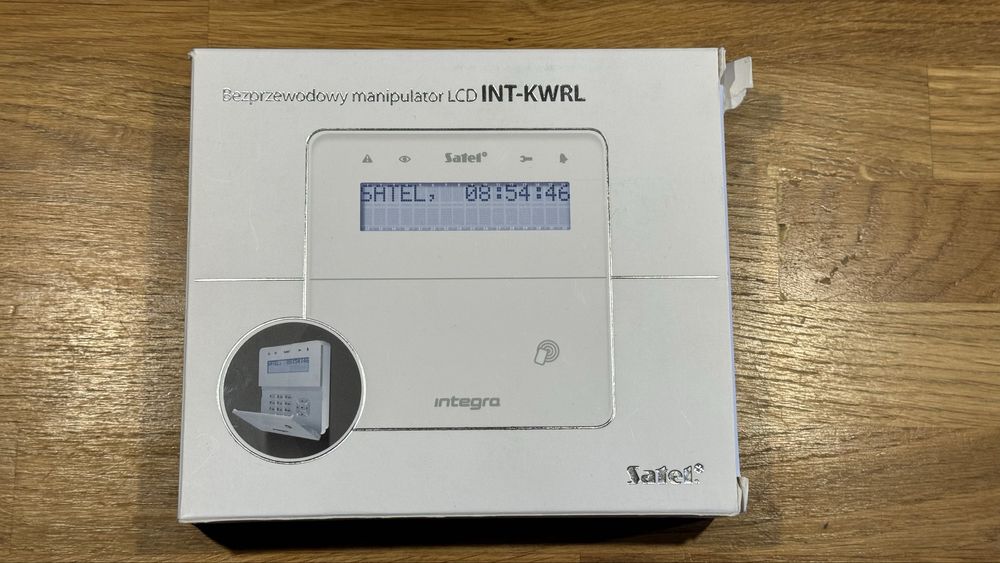 Bezprzewodowy manipulator LCD INT-KWRL
Satel
SATEL, 08:54:46
integra
Satel